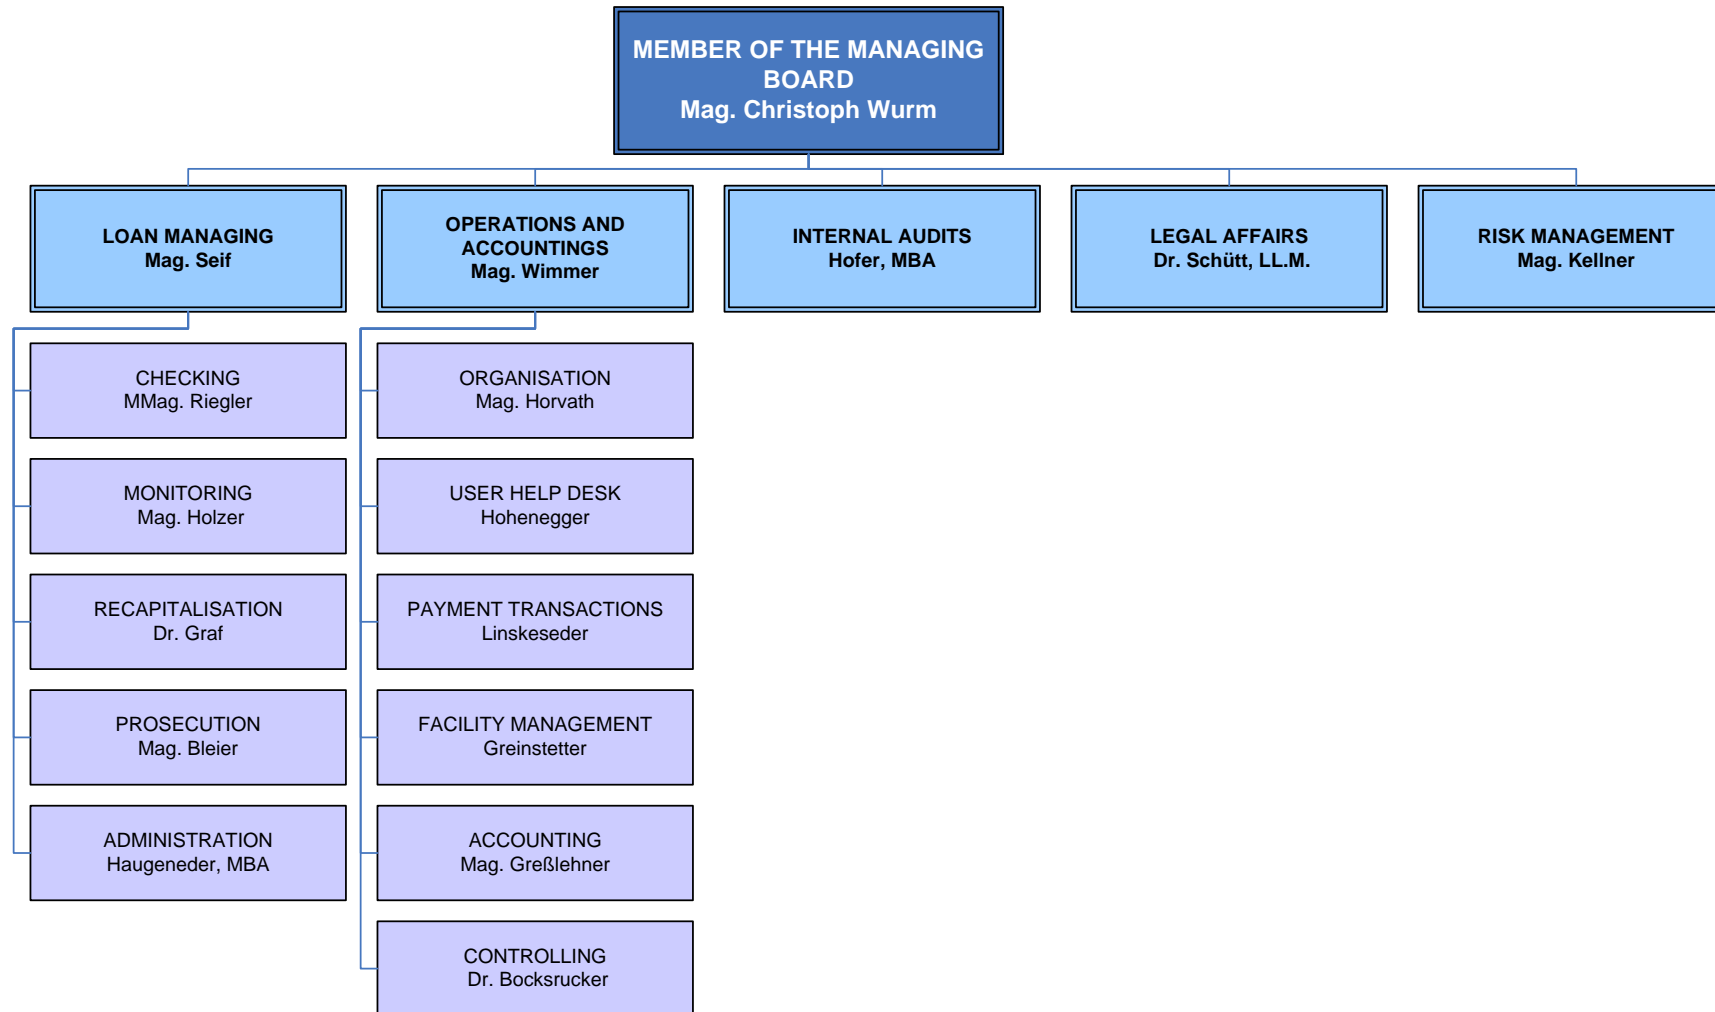 MEMBER OF THE MANAGING
BOARD
Mag. Christoph Wurm
LOAN MANAGING
Mag. Seif
OPERATIONS AND
ACCOUNTINGS
Mag. Wimmer
INTERNAL AUDITS
Hofer, MBA
LEGAL AFFAIRS
Dr. Schütt, LL.M.
RISK MANAGEMENT
Mag. Kellner
CHECKING
MMag. Riegler
MONITORING
Mag. Holzer
RECAPITALISATION
Dr. Graf
PROSECUTION
Mag. Bleier
ADMINISTRATION
Haugeneder, MBA
ORGANISATION
Mag. Horvath
USER HELP DESK
Hohenegger
PAYMENT TRANSACTIONS
Linskeseder
FACILITY MANAGEMENT
Greinstetter
ACCOUNTING
Mag. Greßlehner
CONTROLLING
Dr. Bocksrucker